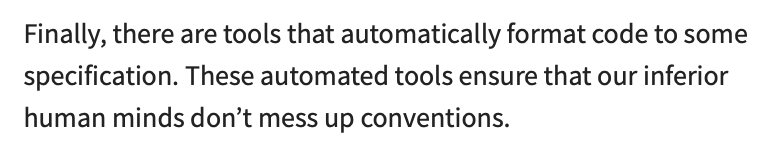 Finally, there are tools that automatically format code to some
specification. These automated tools ensure that our inferior
human minds don’t mess up conventions.